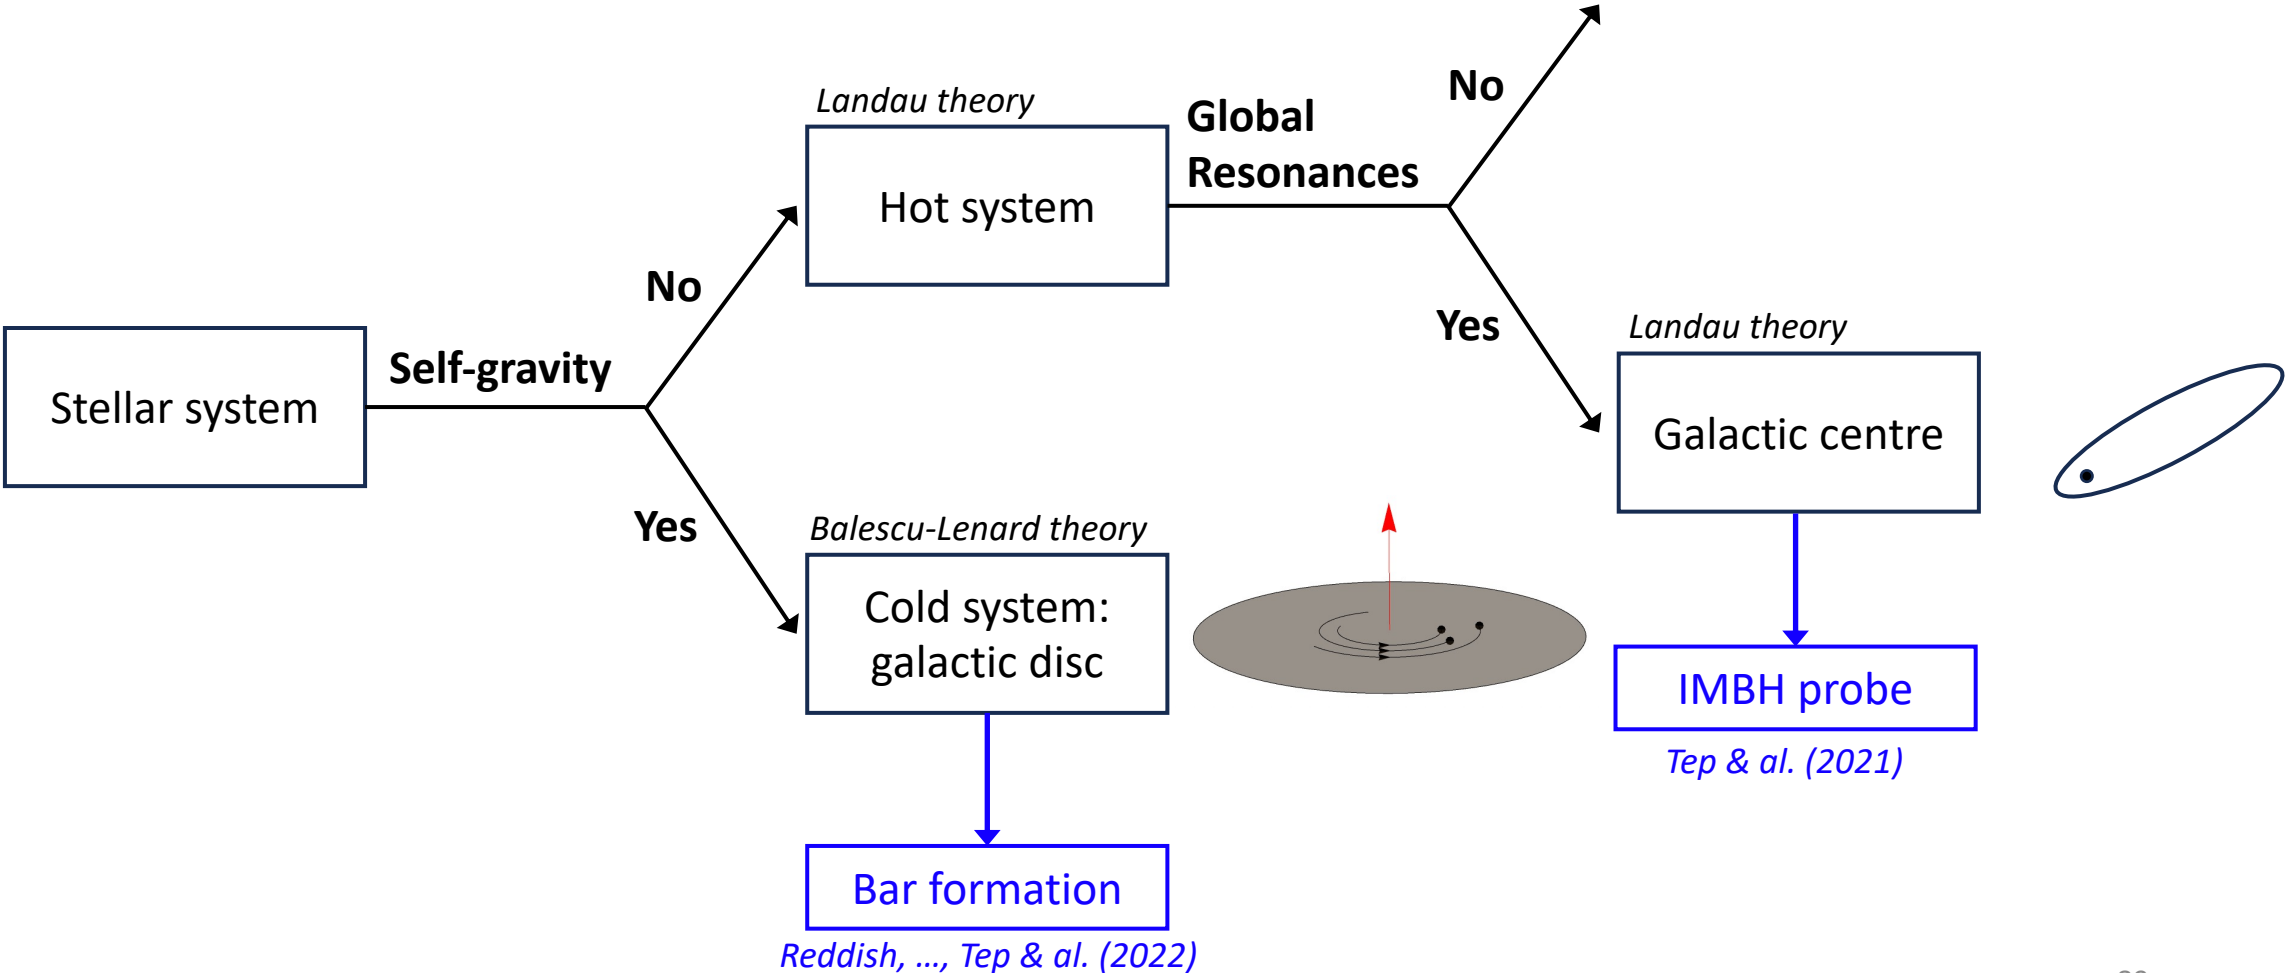 No
Landau theory
Global
Resonances
Hot system
No
Yes
Landau theory
Self-gravity
Stellar system
Galactic centre
Yes
Balescu-Lenard theory
Cold system:
galactic disc
IMBH probe
Tep & al. (2021)
Bar formation
Reddish, ..., Tep & al. (2022)